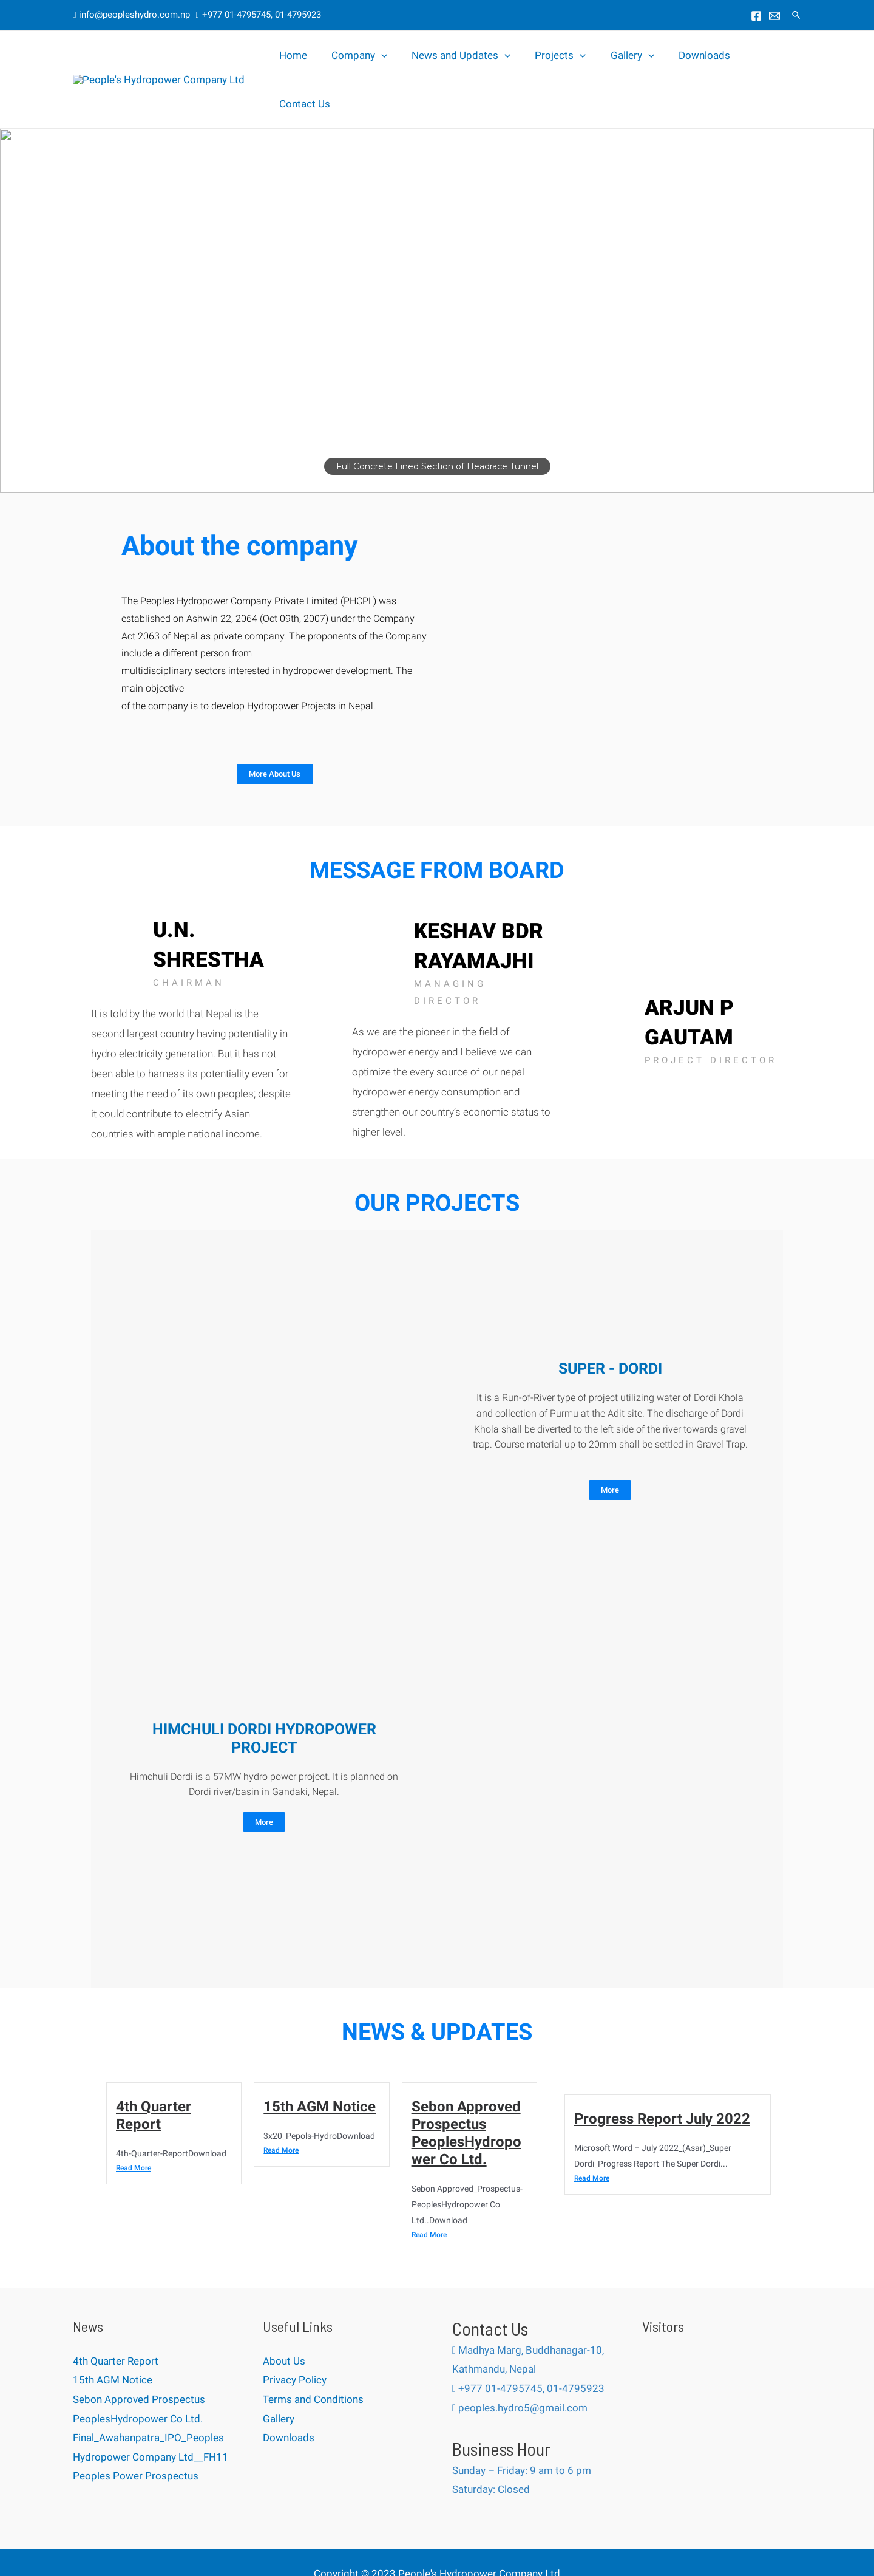 info@peopleshydro.com.np +977 01-4795745, 01-4795923
People's Hydropower Company Ltd
Home Company News and Updates Projects Gallery Downloads
Contact Us
Full Concrete Lined Section of Headrace Tunnel
About the company
The Peoples Hydropower Company Private Limited (PHCPL) was
established on Ashwin 22, 2064 (Oct 09th, 2007) under the Company
Act 2063 of Nepal as private company. The proponents of the Company
include a different person from
multidisciplinary sectors interested in hydropower development. The
main objective
of the company is to develop Hydropower Projects in Nepal.
More About Us
MESSAGE FROM BOARD
U.N.
SHRESTHA
CHAIRMAN
It is told by the world that Nepal is the
second largest country having potentiality in
hydro electricity generation. But it has not
been able to harness its potentiality even for
meeting the need of its own peoples; despite
it could contribute to electrify Asian
countries with ample national income.
KESHAV BDR
RAYAMAJHI
MANAGING
DIRECTOR
As we are the pioneer in the field of
hydropower energy and I believe we can
optimize the every source of our nepal
hydropower energy consumption and
strengthen our country's economic status to
higher level.
ARJUN P
GAUTAM
PROJECT DIRECTOR
OUR PROJECTS
SUPER - DORDI
It is a Run-of-River type of project utilizing water of Dordi Khola
and collection of Purmu at the Adit site. The discharge of Dordi
Khola shall be diverted to the left side of the river towards gravel
trap. Course material up to 20mm shall be settled in Gravel Trap.
More
HIMCHULI DORDI HYDROPOWER
PROJECT
Himchuli Dordi is a 57MW hydro power project. It is planned on
Dordi river/basin in Gandaki, Nepal.
More
NEWS & UPDATES
4th Quarter
Report
4th-Quarter-ReportDownload
Read More
15th AGM Notice
3x20_Pepols-HydroDownload
Read More
Sebon Approved
Prospectus
PeoplesHydropo
wer Co Ltd.
Sebon Approved_Prospectus-
PeoplesHydropower Co
Ltd..Download
Read More
Progress Report July 2022
Microsoft Word – July 2022_(Asar)_Super
Dordi_Progress Report The Super Dordi...
Read More
News
4th Quarter Report
15th AGM Notice
Sebon Approved Prospectus
PeoplesHydropower Co Ltd.
Final_Awahanpatra_IPO_Peoples
Hydropower Company Ltd__FH11
Peoples Power Prospectus
Useful Links
About Us
Privacy Policy
Terms and Conditions
Gallery
Downloads
Contact Us
Madhya Marg, Buddhanagar-10,
Kathmandu, Nepal
+977 01-4795745, 01-4795923
peoples.hydro5@gmail.com
Business Hour
Sunday – Friday: 9 am to 6 pm
Saturday: Closed
Visitors
Copyright © 2023 People's Hydropower Company Ltd